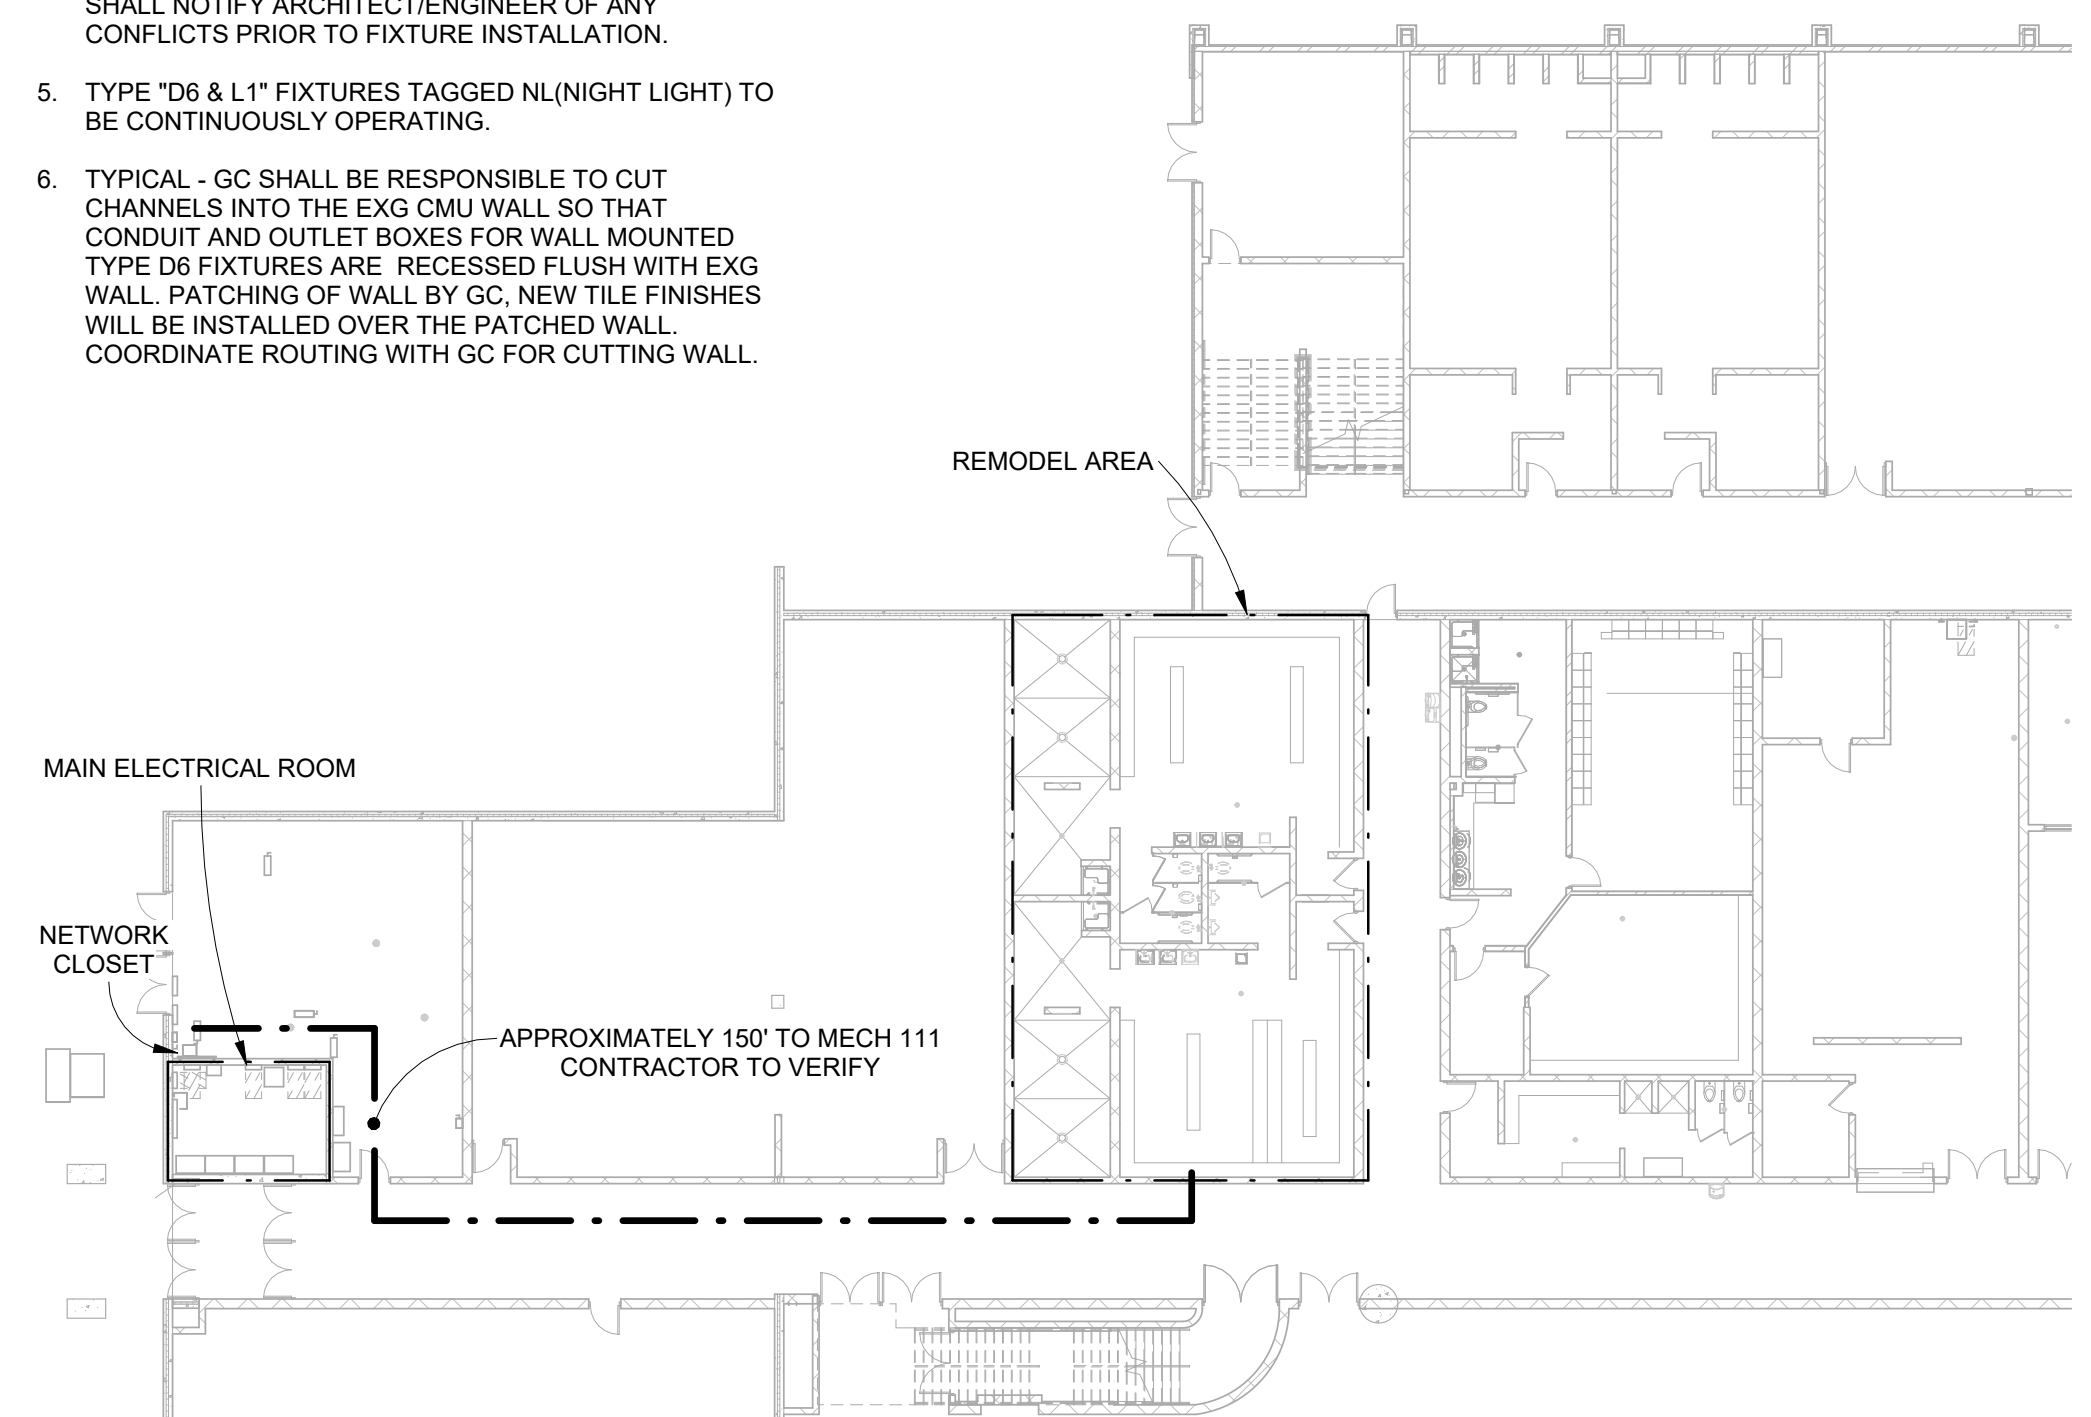 SHALL NOTIFY ARCHITECT/ENGINEER OF ANY
CONFLICTS PRIOR TO FIXTURE INSTALLATION.
5. TYPE "D6 & L1" FIXTURES TAGGED NL(NIGHT LIGHT) TO
BE CONTINUOUSLY OPERATING.
6. TYPICAL - GC SHALL BE RESPONSIBLE TO CUT
CHANNELS INTO THE EXG CMU WALL SO THAT
CONDUIT AND OUTLET BOXES FOR WALL MOUNTED
TYPE D6 FIXTURES ARE RECESSED FLUSH WITH EXG
WALL. PATCHING OF WALL BY GC, NEW TILE FINISHES
WILL BE INSTALLED OVER THE PATCHED WALL.
COORDINATE ROUTING WITH GC FOR CUTTING WALL.
REMODEL AREA
MAIN ELECTRICAL ROOM
NETWORK
CLOSET
APPROXIMATELY 150' TO MECH 111
CONTRACTOR TO VERIFY